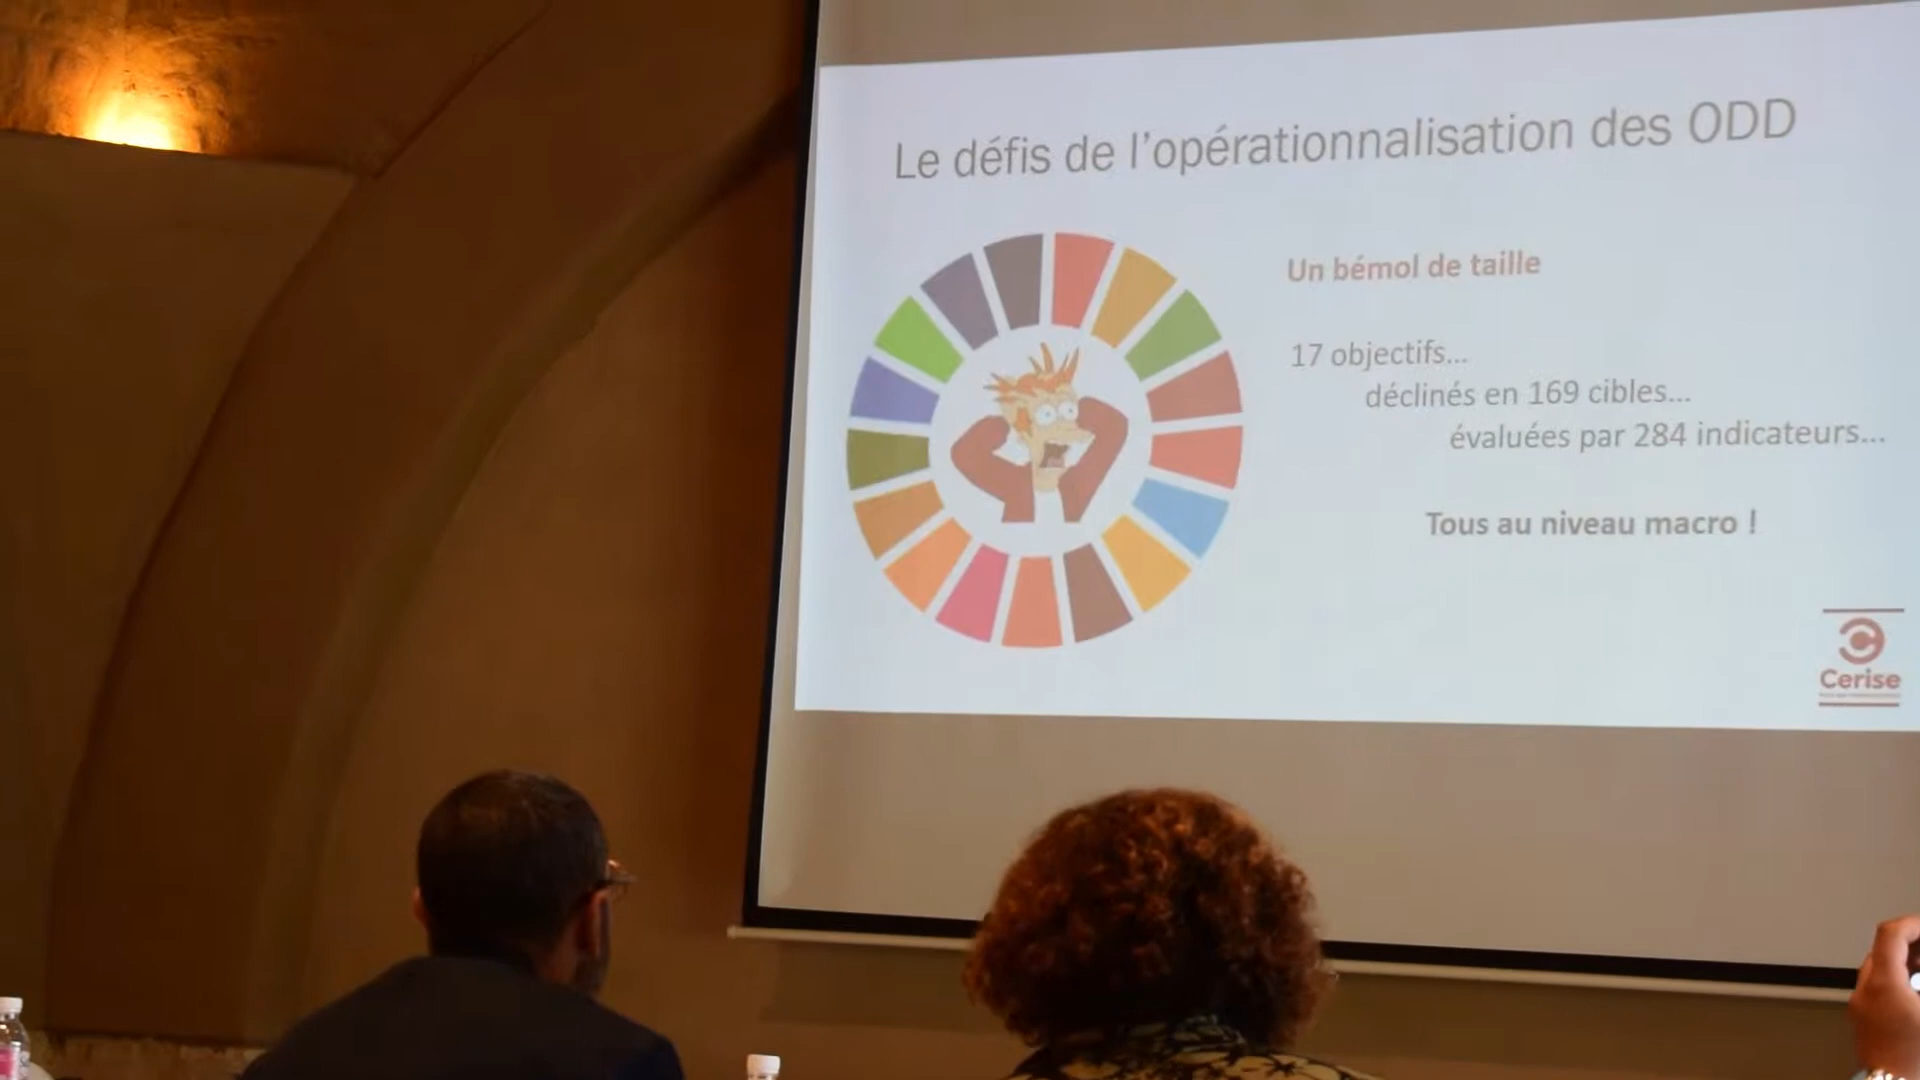 Le défis de l'opérationnalisation des ODD
Un bémol de taille
17 objectifs...
déclinés en 169 cibles...
évaluées par 284 indicateurs...
Tous au niveau macro !
Cerise